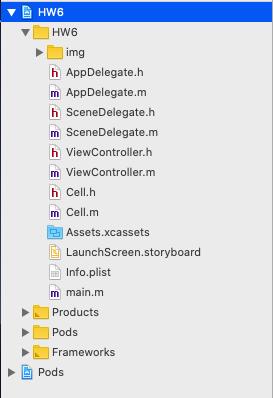 HW6
HW6
img
AppDelegate.h
AppDelegate.m
SceneDelegate.h
SceneDelegate.m
ViewController.h
ViewController.m
Cell.h
Cell.m
Assets.xcassets
LaunchScreen.storyboard
Info.plist
main.m
Products
Pods
Frameworks
Pods